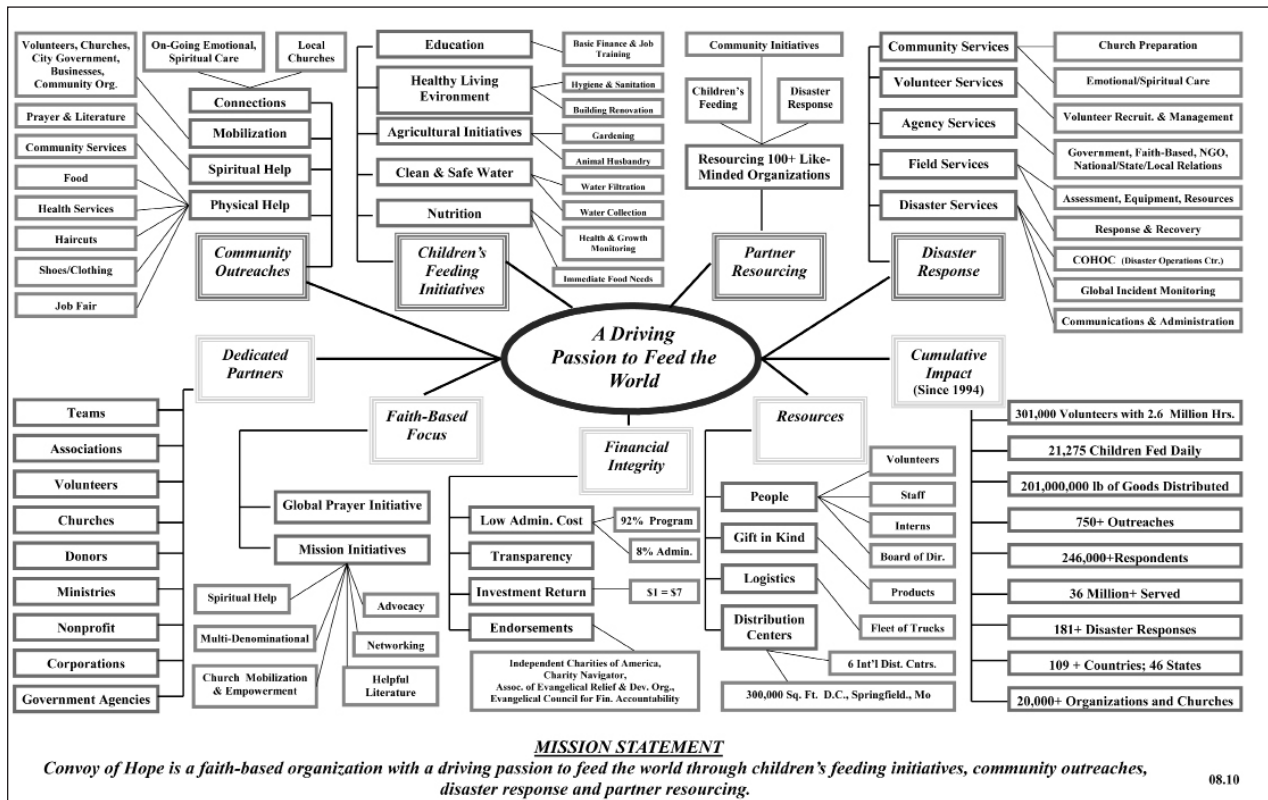 Volunteers, Churches,
City Government,
Businesses,
Community Org.
On-Going Emotional,
Spiritual Care
Local
Churches
Connections
Mobilization
Spiritual Help
Physical Help
Prayer & Literature
Community Services
Food
Health Services
Haircuts
Shoes/Clothing
Job Fair
Community
Outreaches
Education
Healthy Living
Evironment
Agricultural Initiatives
Clean & Safe Water
Nutrition
Basic Finance & Job
Training
Hygiene & Sanitation
Building Renovation
Gardening
Animal Husbandry
Water Filtration
Water Collection
Health & Growth
Monitoring
Immediate Food Needs
Children's
Feeding
Initiatives
Community Initiatives
Children's
Feeding
Disaster
Response
Resourcing 100+ Like-
Minded Organizations
Partner
Resourcing
Community Services
Volunteer Services
Agency Services
Field Services
Disaster Services
Church Preparation
Emotional/Spiritual Care
Volunteer Recruit. & Management
Government, Faith-Based, NGO,
National/State/Local Relations
Assessment, Equipment, Resources
Response & Recovery
COHOC (Disaster Operations Ctr.)
Global Incident Monitoring
Communications & Administration
Disaster
Response
A Driving
Passion to Feed the
World
Dedicated
Partners
Teams
Associations
Volunteers
Churches
Donors
Ministries
Nonprofit
Corporations
Government Agencies
Faith-Based
Focus
Global Prayer Initiative
Mission Initiatives
Spiritual Help
Multi-Denominational
Church Mobilization
& Empowerment
Advocacy
Networking
Helpful
Literature
Financial
Integrity
Low Admin. Cost
92% Program
8% Admin.
Transparency
Investment Return
$1 = $7
Endorsements
Independent Charities of America,
Charity Navigator,
Assoc. of Evangelical Relief & Dev. Org.,
Evangelical Council for Fin. Accountability
Resources
People
Gift in Kind
Logistics
Distribution
Centers
Volunteers
Staff
Interns
Board of Dir.
Products
Fleet of Trucks
6 Int'l Dist. Cntrs.
300,000 Sq. Ft. D.C., Springfield., Mo
Cumulative
Impact
(Since 1994)
301,000 Volunteers with 2.6 Million Hrs.
21,275 Children Fed Daily
201,000,000 lb of Goods Distributed
750+ Outreaches
246,000+Respondents
36 Million+ Served
181+ Disaster Responses
109 + Countries; 46 States
20,000+ Organizations and Churches
MISSION STATEMENT
Convoy of Hope is a faith-based organization with a driving passion to feed the world through children's feeding initiatives, community outreaches,
disaster response and partner resourcing.
08.10